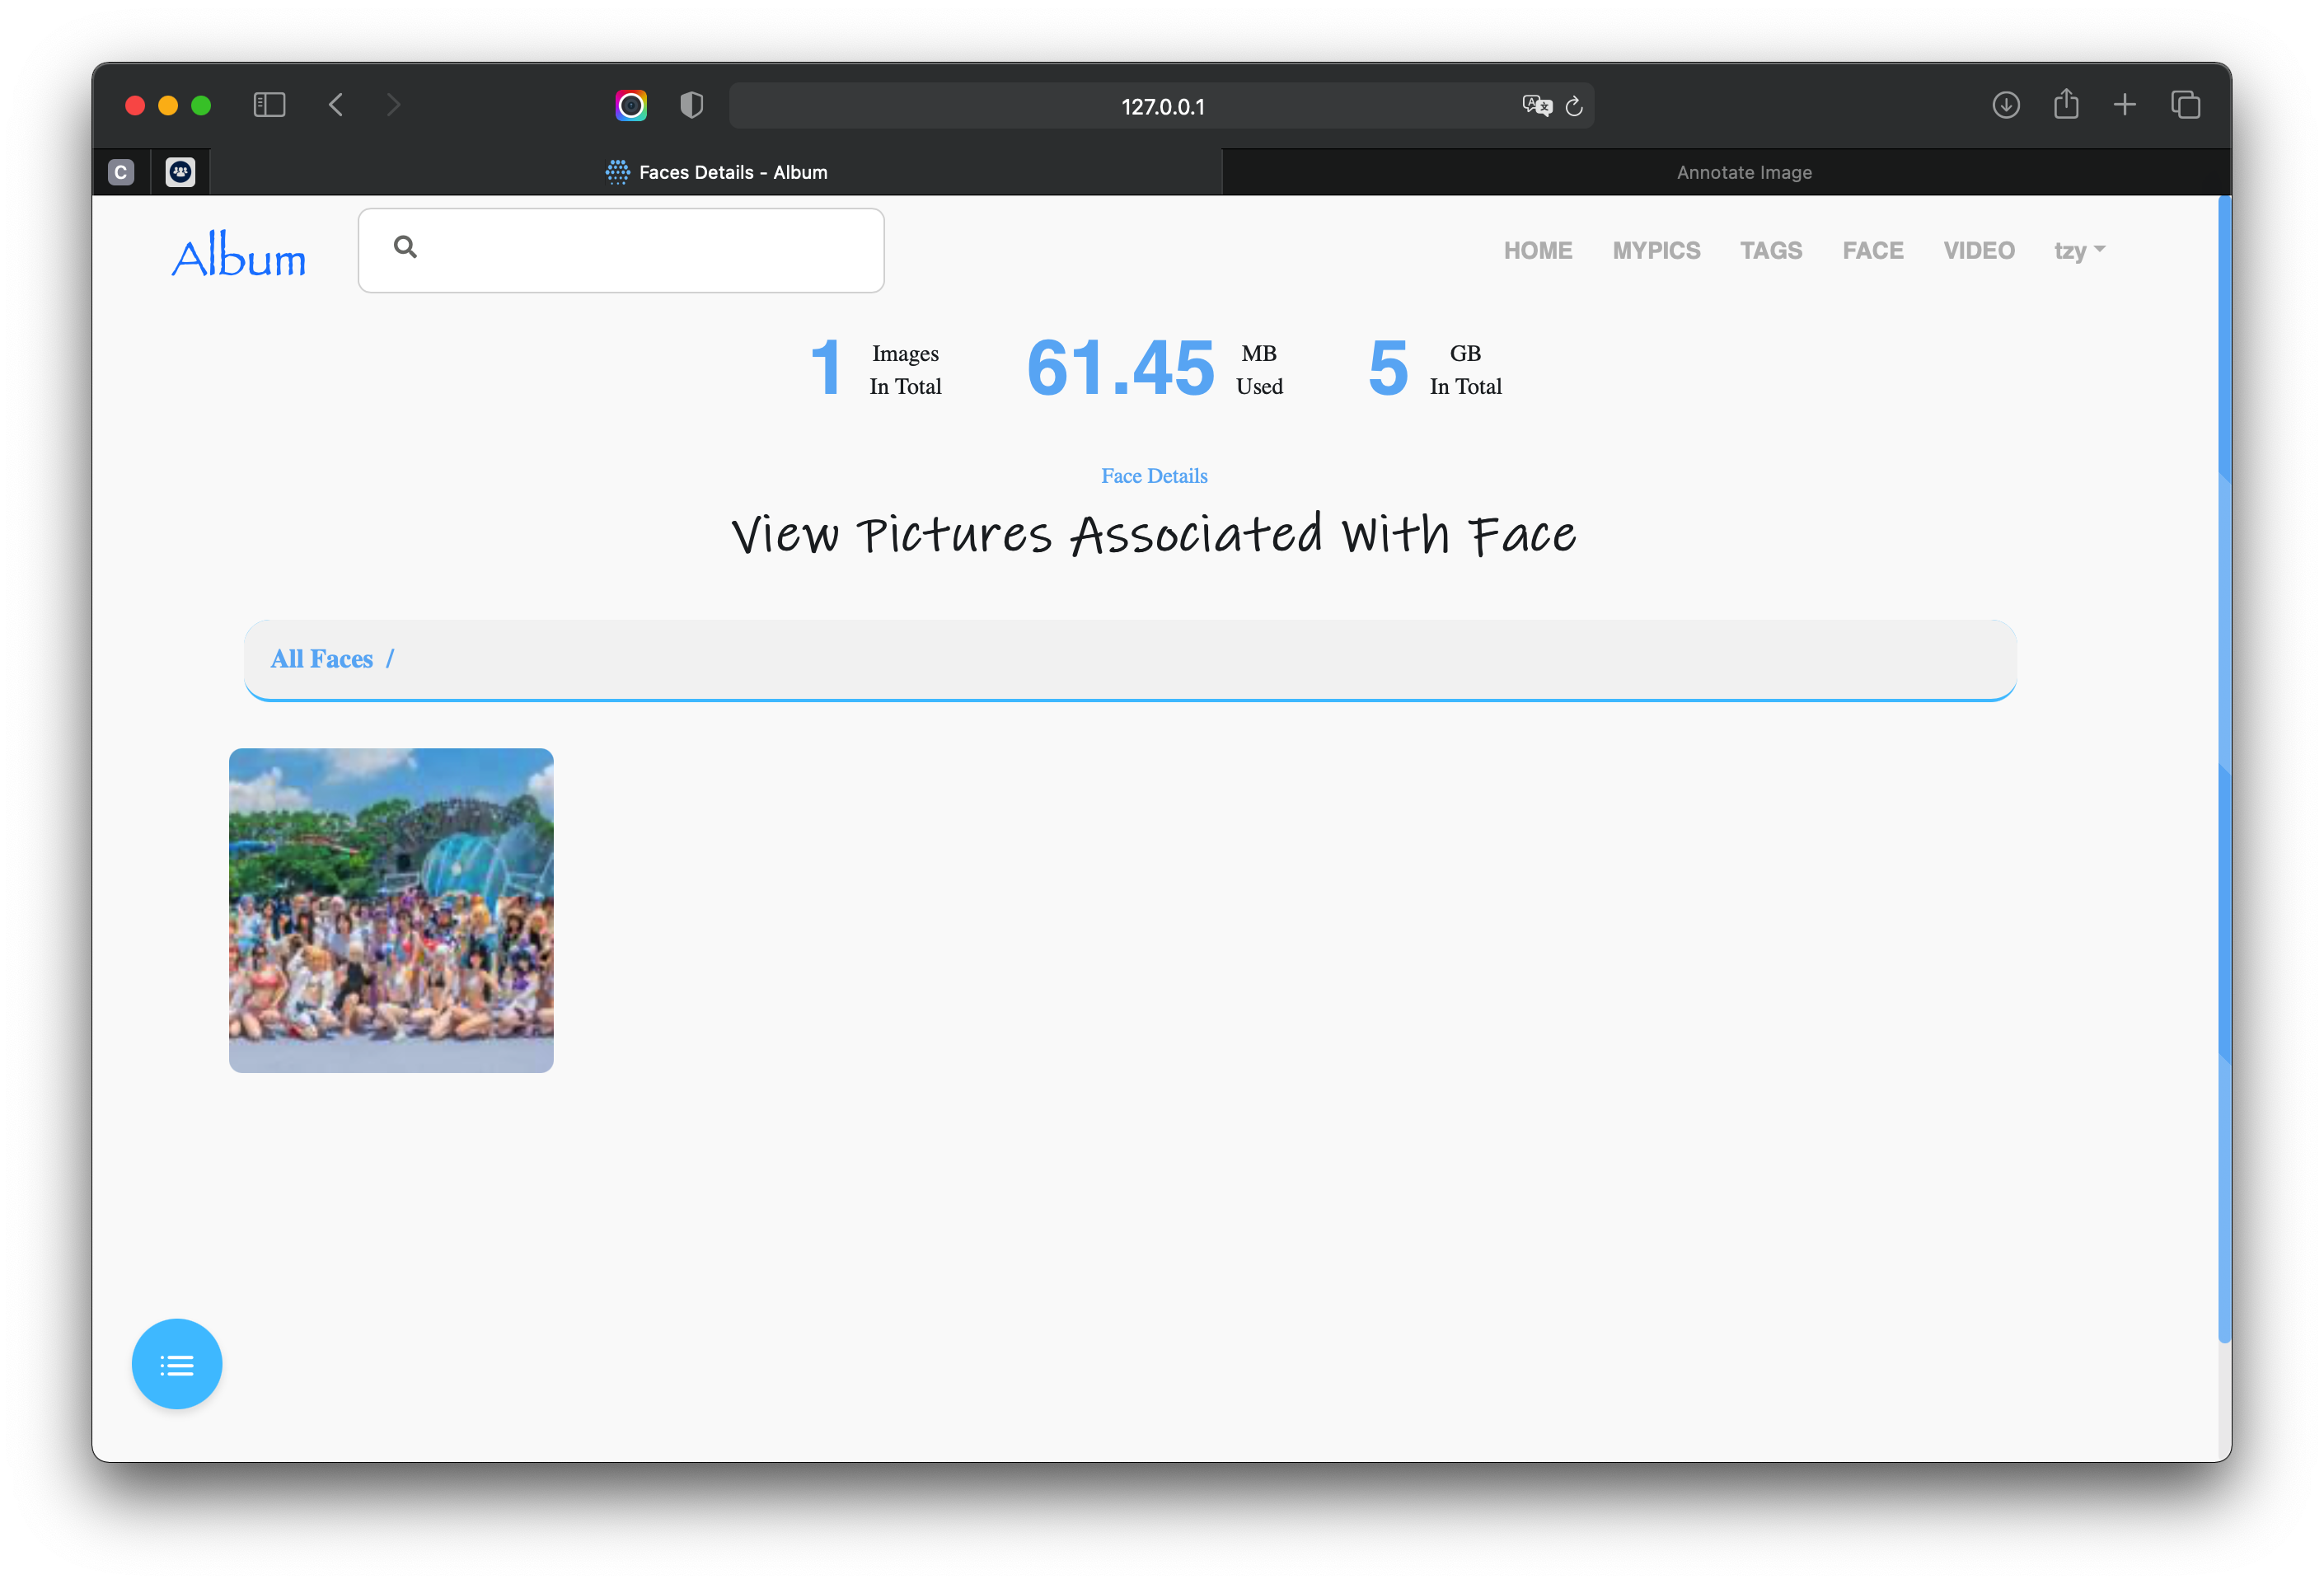 127.0.0.1
C
Faces Details - Album
Annotate Image
Album
HOME MYPICS TAGS FACE VIDEO tzy
1 Images In Total
61.45 MB Used
5 GB In Total
Face Details
View Pictures Associated With Face
All Faces /